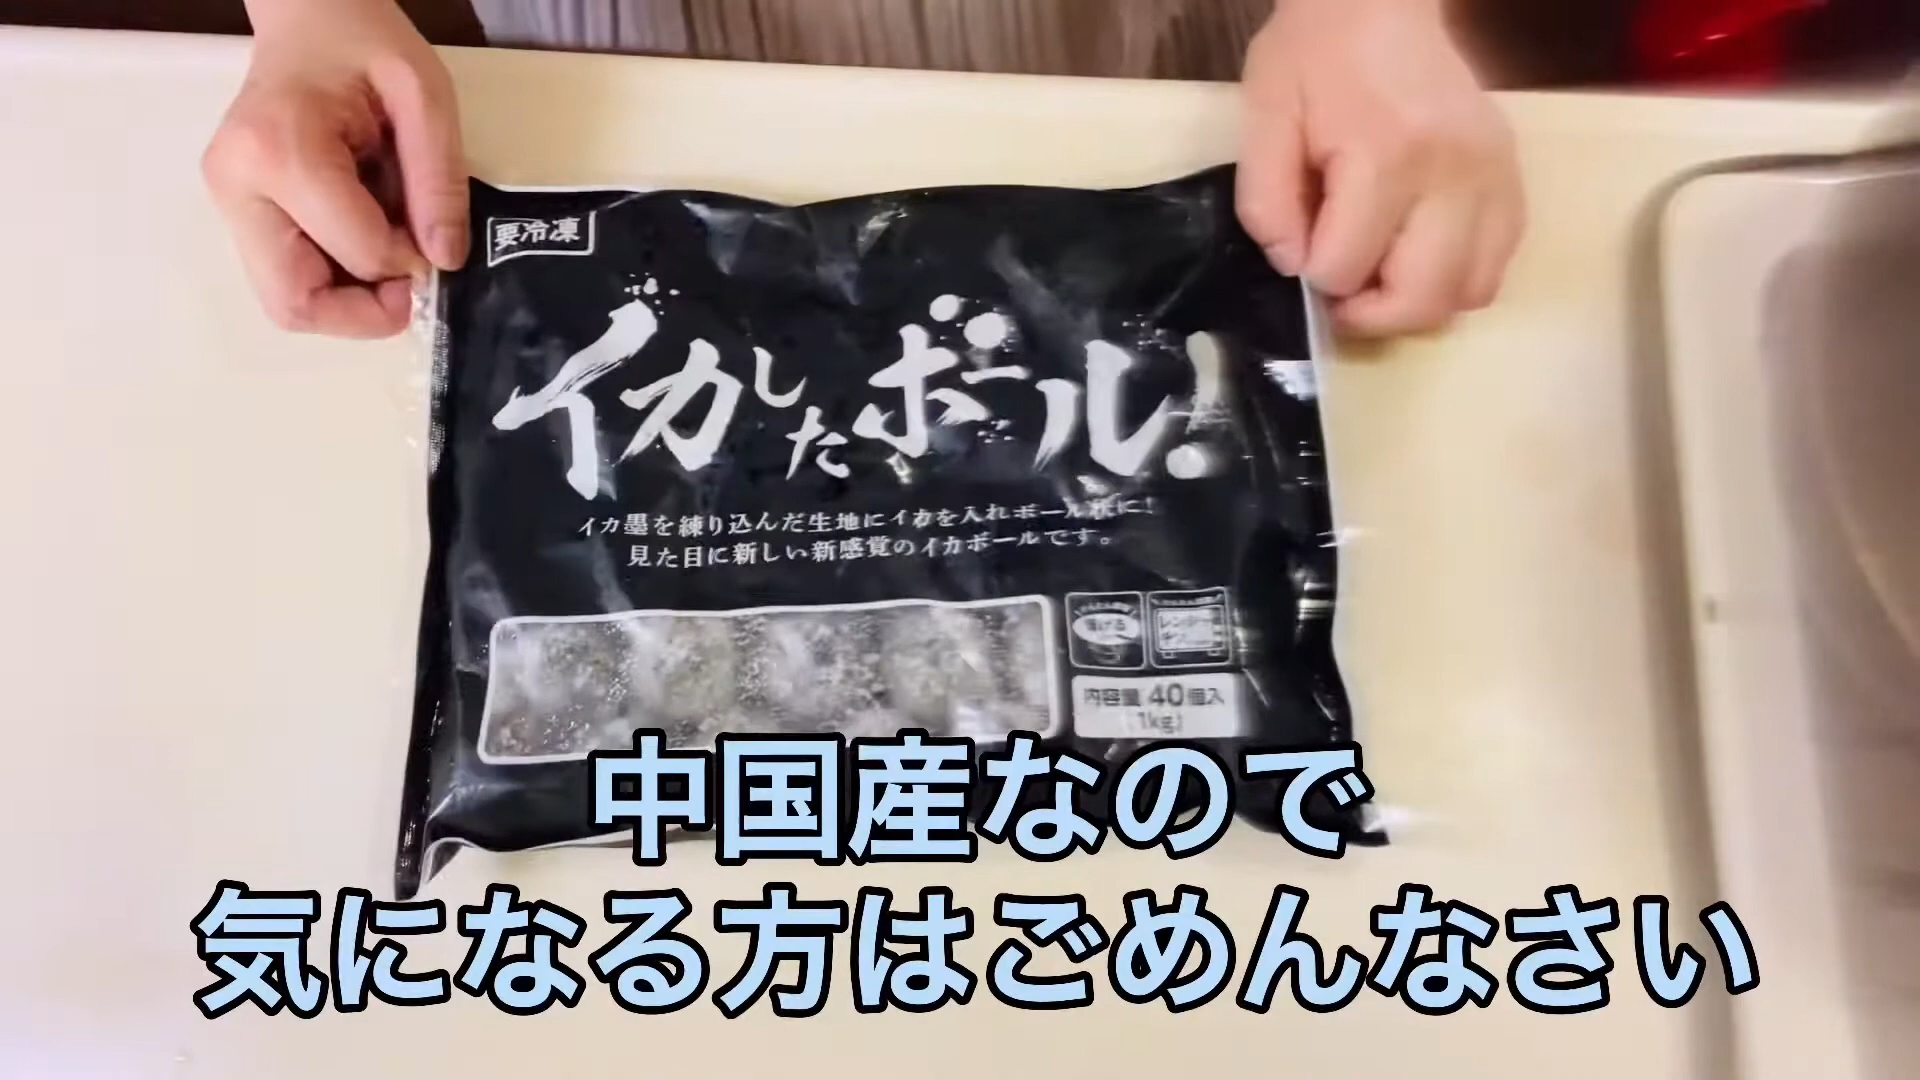 要冷凍
イカしたボール!
イカ墨を練り込んだ生地にイカを入れボール状に!
見た目に新しい新感覚のイカボールです。
揚げる
内容量 40個入
(1kg)
中国産なので
気になる方はごめんなさい